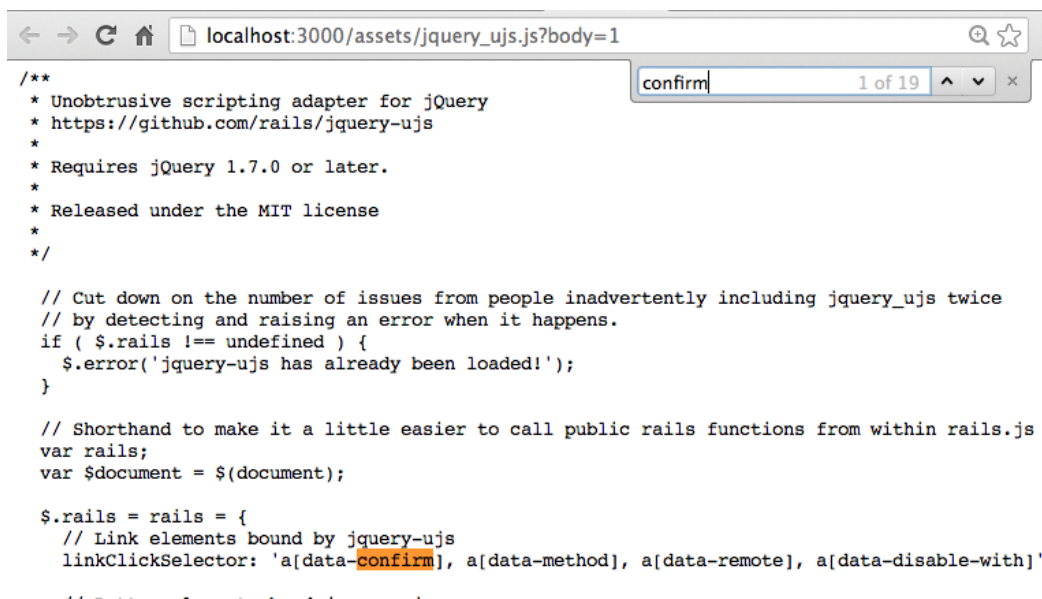 localhost:3000/assets/jquery_ujs.js?body=1
confirm 1 of 19
/**
* Unobtrusive scripting adapter for jQuery
* https://github.com/rails/jquery-ujs
*
* Requires jQuery 1.7.0 or later.
*
* Released under the MIT license
*
*/
// Cut down on the number of issues from people inadvertently including jquery_ujs twice
// by detecting and raising an error when it happens.
if ( $.rails !== undefined ) {
$.error('jquery-ujs has already been loaded!');
}
// Shorthand to make it a little easier to call public rails functions from within rails.js
var rails;
var $document = $(document);
$.rails = rails = {
// Link elements bound by jquery-ujs
linkClickSelector: 'a[data-confirm], a[data-method], a[data-remote], a[data-disable-with]'